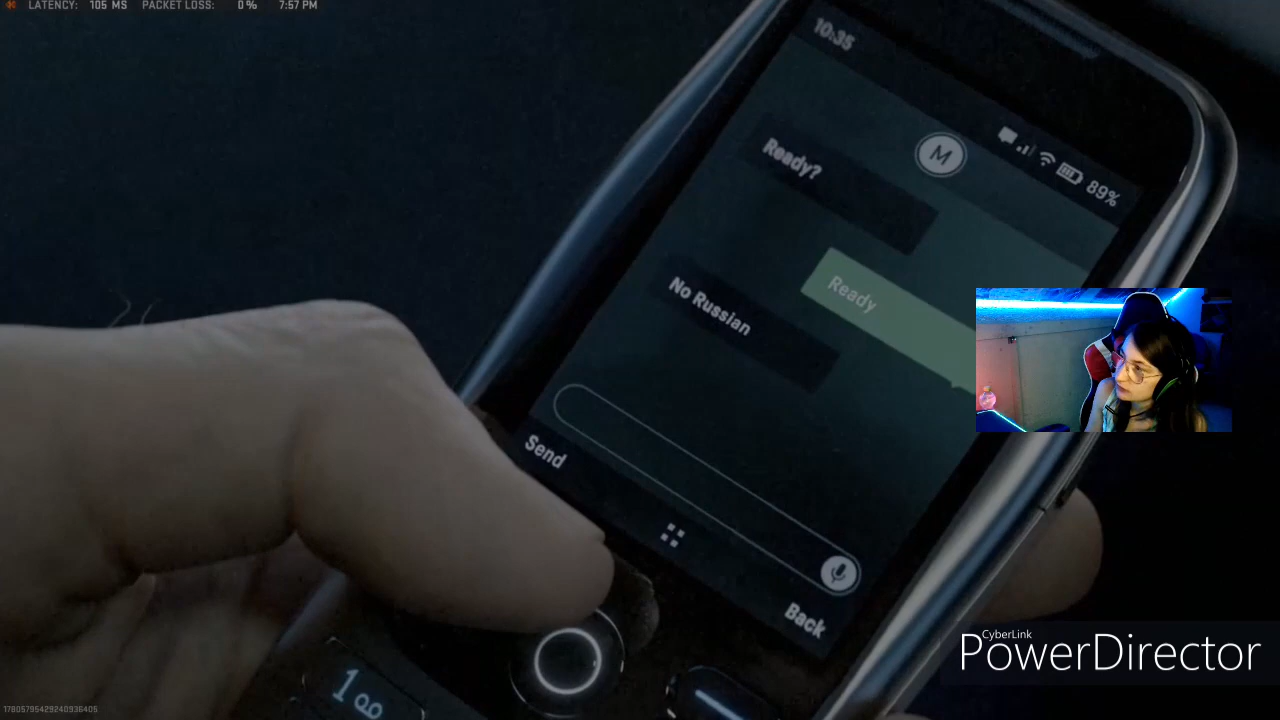 LATENCY: 105 MS PACKET LOSS: 0 % 7:57 PM
10:35
89%
M
Ready?
Ready
No Russian
Send
Back
1
CyberLink
PowerDirector